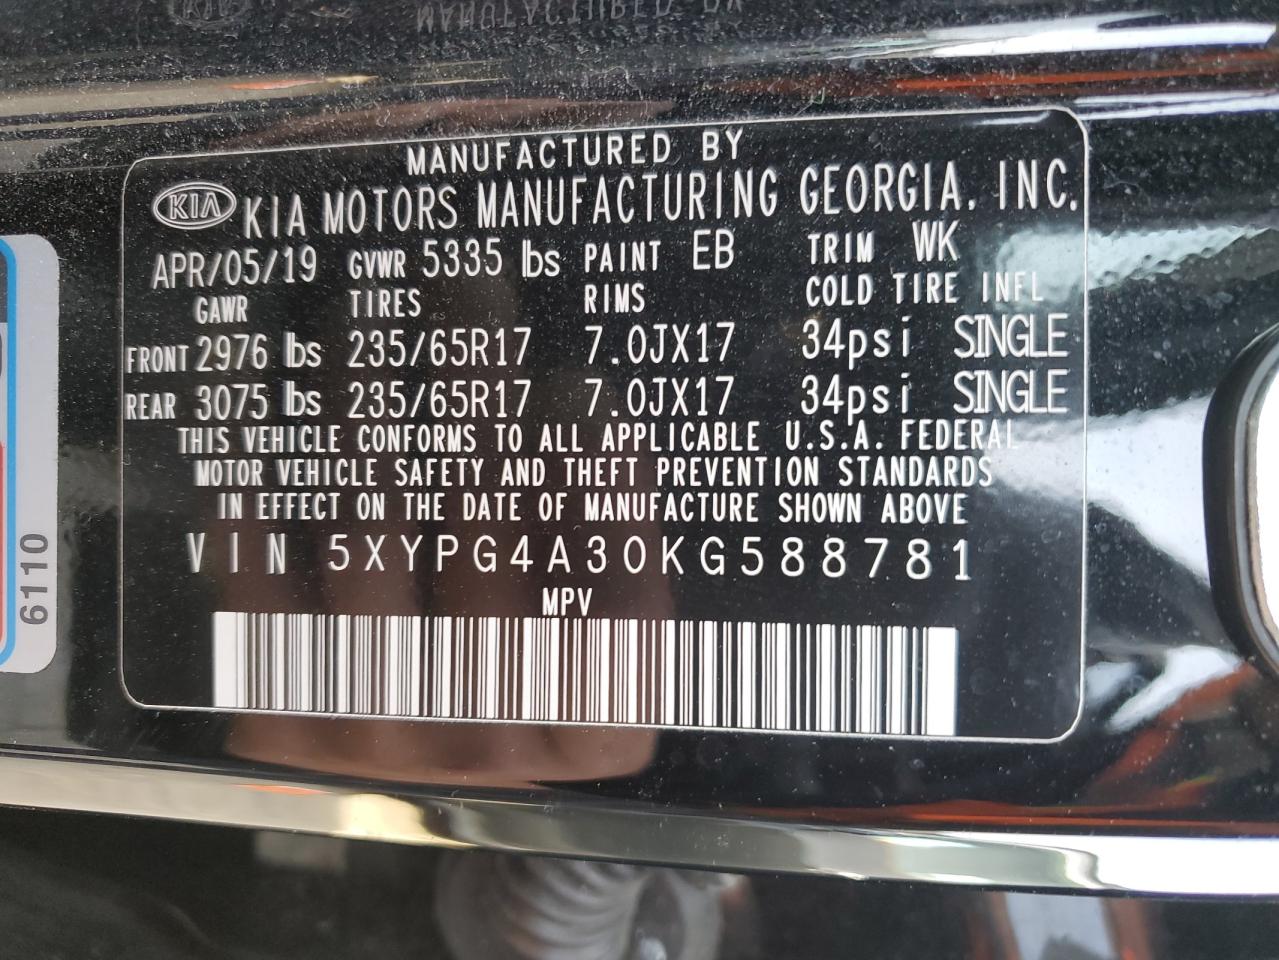 MANUFACTURED BY
KIA KIA MOTORS MANUFACTURING GEORGIA, INC.
APR/05/19 GVWR 5335 lbs PAINT EB TRIM WK
GAWR TIRES RIMS COLD TIRE INFL
FRONT 2976 lbs 235/65R17 7.0JX17 34psi SINGLE
REAR 3075 lbs 235/65R17 7.0JX17 34psi SINGLE
THIS VEHICLE CONFORMS TO ALL APPLICABLE U.S.A. FEDERAL
MOTOR VEHICLE SAFETY AND THEFT PREVENTION STANDARDS
IN EFFECT ON THE DATE OF MANUFACTURE SHOWN ABOVE
VIN 5XYPG4A30KG588781
MPV
6110